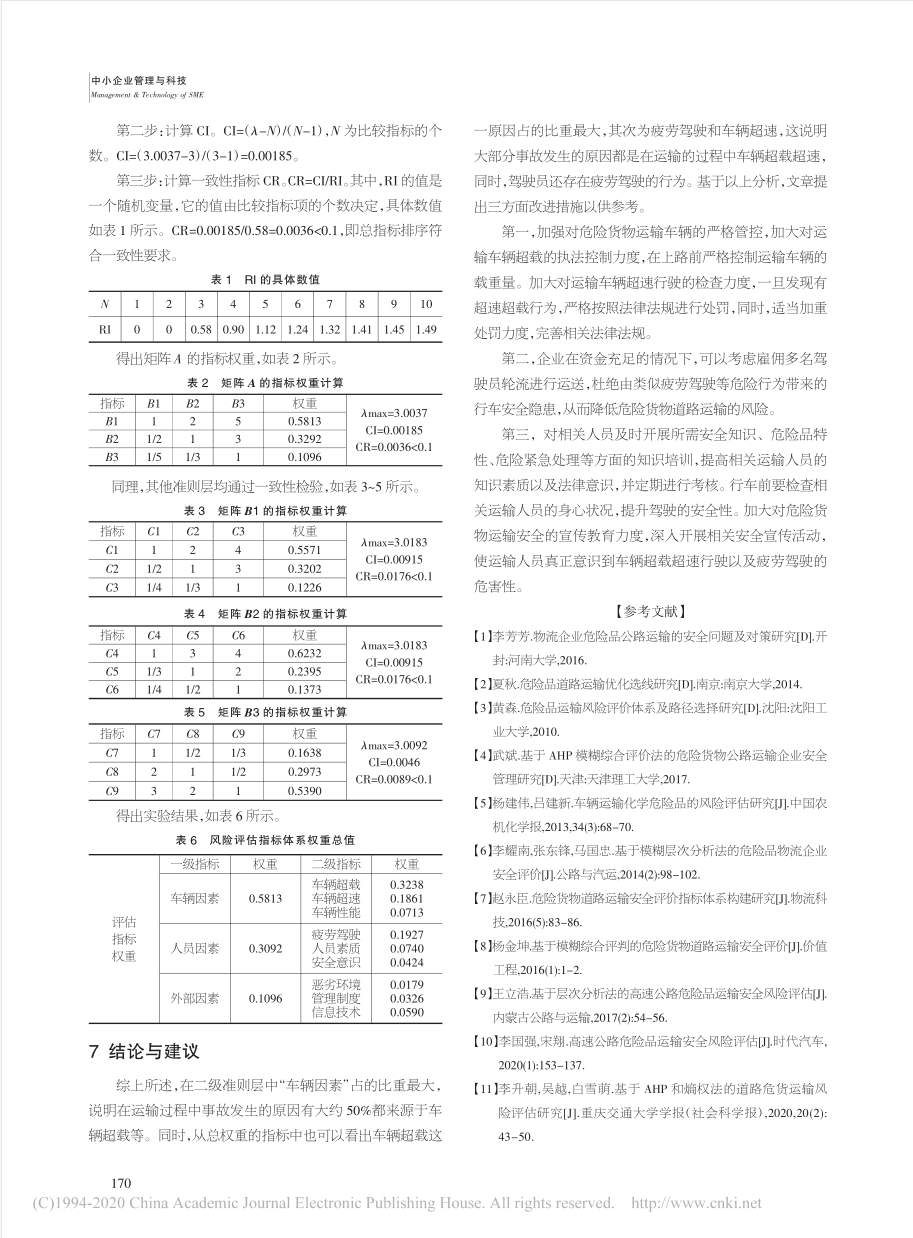 中小企业管理与科技
Management & Technology of SME
第二步:计算 CI。CI=(λ-N)/(N-1),N 为比较指标的个
数。CI=(3.0037-3)/(3-1)=0.00185。
第三步:计算一致性指标 CR。CR=CI/RI。其中,RI 的值是
一个随机变量,它的值由比较指标项的个数决定,具体数值
如表 1 所示。CR=0.00185/0.58=0.0036<0.1,即总指标排序符
合一致性要求。
表 1 RI 的具体数值
N 1 2 3 4 5 6 7 8 9 10
RI 0 0 0.58 0.90 1.12 1.24 1.32 1.41 1.45 1.49
得出矩阵 A 的指标权重,如表 2 所示。
表 2 矩阵 A 的指标权重计算
指标 B1 B2 B3 权重
B1 1 2 5 0.5813
B2 1/2 1 3 0.3292
B3 1/5 1/3 1 0.1096
λmax=3.0037
CI=0.00185
CR=0.0036<0.1
同理,其他准则层均通过一致性检验,如表 3~5 所示。
表 3 矩阵 B1 的指标权重计算
指标 C1 C2 C3 权重
C1 1 2 4 0.5571
C2 1/2 1 3 0.3202
C3 1/4 1/3 1 0.1226
λmax=3.0183
CI=0.00915
CR=0.0176<0.1
表 4 矩阵 B2 的指标权重计算
指标 C4 C5 C6 权重
C4 1 3 4 0.6232
C5 1/3 1 2 0.2395
C6 1/4 1/2 1 0.1373
λmax=3.0183
CI=0.00915
CR=0.0176<0.1
表 5 矩阵 B3 的指标权重计算
指标 C7 C8 C9 权重
C7 1 1/2 1/3 0.1638
C8 2 1 1/2 0.2973
C9 3 2 1 0.5390
λmax=3.0092
CI=0.0046
CR=0.0089<0.1
得出实验结果,如表 6 所示。
表 6 风险评估指标体系权重总值
一级指标 权重 二级指标 权重
评估
指标
权重
车辆因素 0.5813
车辆超载 0.3238
车辆超速 0.1861
车辆性能 0.0713
人员因素 0.3092
疲劳驾驶 0.1927
人员素质 0.0740
安全意识 0.0424
外部因素 0.1096
恶劣环境 0.0179
管理制度 0.0326
信息技术 0.0590
7 结论与建议
综上所述,在二级准则层中“车辆因素”占的比重最大,
说明在运输过程中事故发生的原因有大约 50%都来源于车
辆超载等。同时,从总权重的指标中也可以看出车辆超载这
一原因占的比重最大,其次为疲劳驾驶和车辆超速,这说明
大部分事故发生的原因都是在运输的过程中车辆超载超速,
同时,驾驶员还存在疲劳驾驶的行为。基于以上分析,文章提
出三方面改进措施以供参考。
第一,加强对危险货物运输车辆的严格管控,加大对运
输车辆超载的执法控制力度,在上路前严格控制运输车辆的
载重量。加大对运输车辆超速行驶的检查力度,一旦发现有
超速超载行为,严格按照法律法规进行处罚,同时,适当加重
处罚力度,完善相关法律法规。
第二,企业在资金充足的情况下,可以考虑雇佣多名驾
驶员轮流进行运送,杜绝由类似疲劳驾驶等危险行为带来的
行车安全隐患,从而降低危险货物道路运输的风险。
第三, 对相关人员及时开展所需安全知识、危险品特
性、危险紧急处理等方面的知识培训,提高相关运输人员的
知识素质以及法律意识,并定期进行考核。行车前要检查相
关运输人员的身心状况,提升驾驶的安全性。加大对危险货
物运输安全的宣传教育力度,深入开展相关安全宣传活动,
使运输人员真正意识到车辆超载超速行驶以及疲劳驾驶的
危害性。
【参考文献】
【1】李芳芳.物流企业危险品公路运输的安全问题及对策研究[D].开
封:河南大学,2016.
【2】夏秋.危险品道路运输优化选线研究[D].南京:南京大学,2014.
【3】黄森.危险品运输风险评价体系及路径选择研究[D].沈阳:沈阳工
业大学,2010.
【4】武斌.基于 AHP 模糊综合评价法的危险货物公路运输企业安全
管理研究[D].天津:天津理工大学,2017.
【5】杨建伟,吕建新.车辆运输化学危险品的风险评估研究[J].中国农
机化学报,2013,34(3):68-70.
【6】李耀南,张东锋,马国忠.基于模糊层次分析法的危险品物流企业
安全评价[J].公路与汽运,2014(2):98-102.
【7】赵永臣.危险货物道路运输安全评价指标体系构建研究[J].物流科
技,2016(5):83-86.
【8】杨金坤.基于模糊综合评判的危险货物道路运输安全评价[J].价值
工程,2016(1):1-2.
【9】王立浩.基于层次分析法的高速公路危险品运输安全风险评估[J].
内蒙古公路与运输,2017(2):54-56.
【10】李国强,宋翔.高速公路危险品运输安全风险评估[J].时代汽车,
2020(1):153-137.
【11】李升朝,吴越,白雪萌.基于 AHP 和熵权法的道路危货运输风
险评估研究[J].重庆交通大学学报(社会科学报),2020,20(2):
43-50.
170
(C)1994-2020 China Academic Journal Electronic Publishing House. All rights reserved. http://www.cnki.net